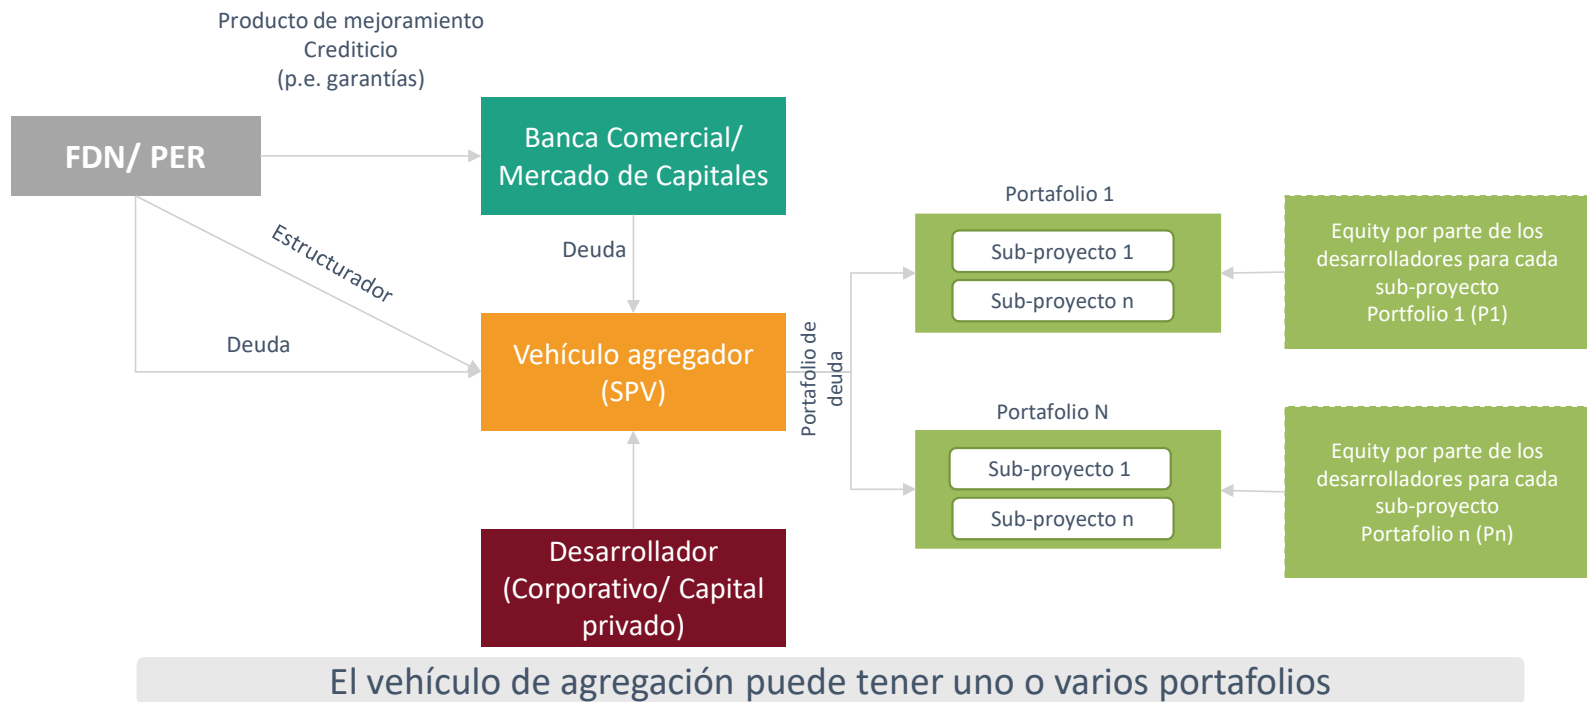 Producto de mejoramiento
Crediticio
(p.e. garantías)
FDN/ PER
Banca Comercial/
Mercado de Capitales
Estructurador
Deuda
Deuda
Vehículo agregador
(SPV)
Portafolio de
deuda
Desarrollador
(Corporativo/ Capital
privado)
Portafolio 1
Sub-proyecto 1
Sub-proyecto n
Equity por parte de los
desarrolladores para cada
sub-proyecto
Portfolio 1 (P1)
Portafolio N
Sub-proyecto 1
Sub-proyecto n
Equity por parte de los
desarrolladores para cada
sub-proyecto
Portafolio n (Pn)
El vehículo de agregación puede tener uno o varios portafolios